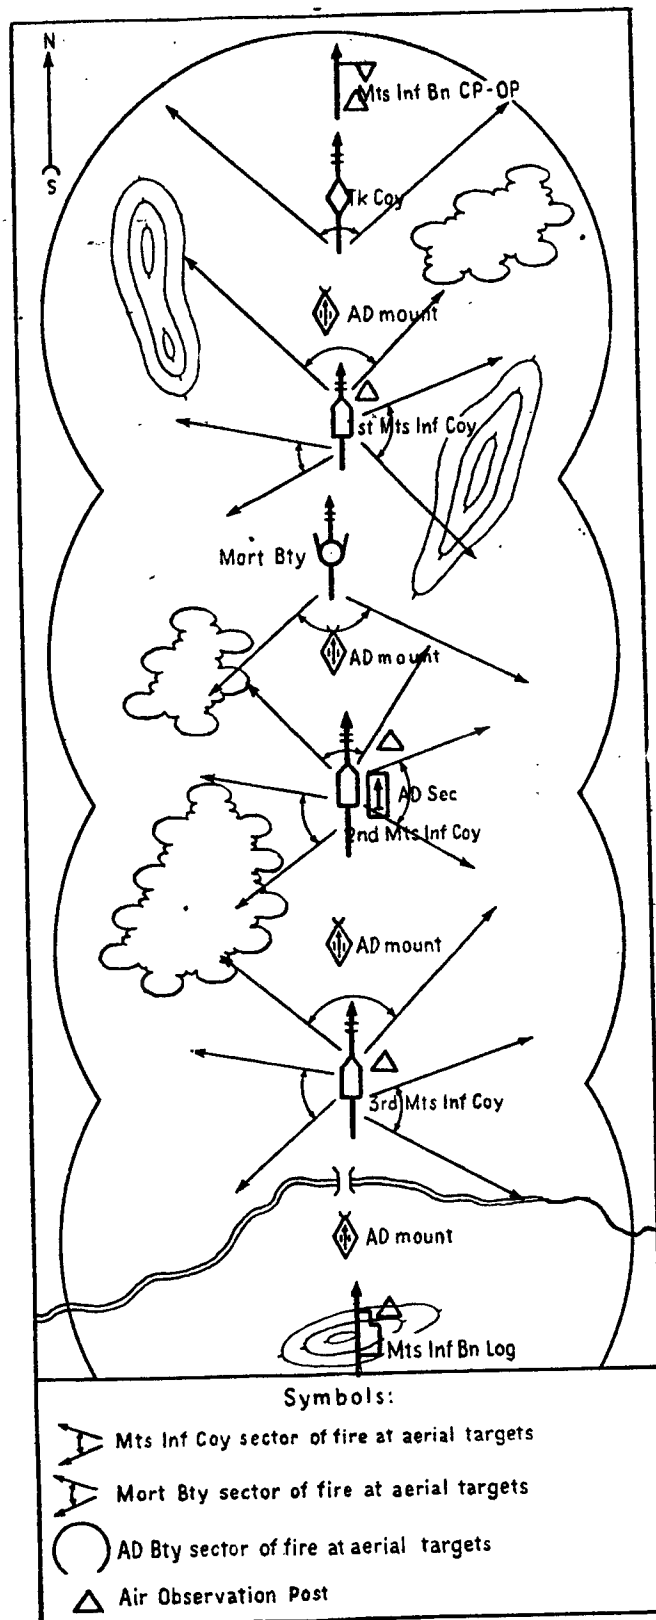 N
S
Mts Inf Bn CP-OP
Tk Coy
AD mount
1st Mts Inf Coy
Mort Bty
AD mount
AD Sec
2nd Mts Inf Coy
AD mount
3rd Mts Inf Coy
AD mount
Mts Inf Bn Log
Symbols:
Mts Inf Coy sector of fire at aerial targets
Mort Bty sector of fire at aerial targets
AD Bty sector of fire at aerial targets
Air Observation Post